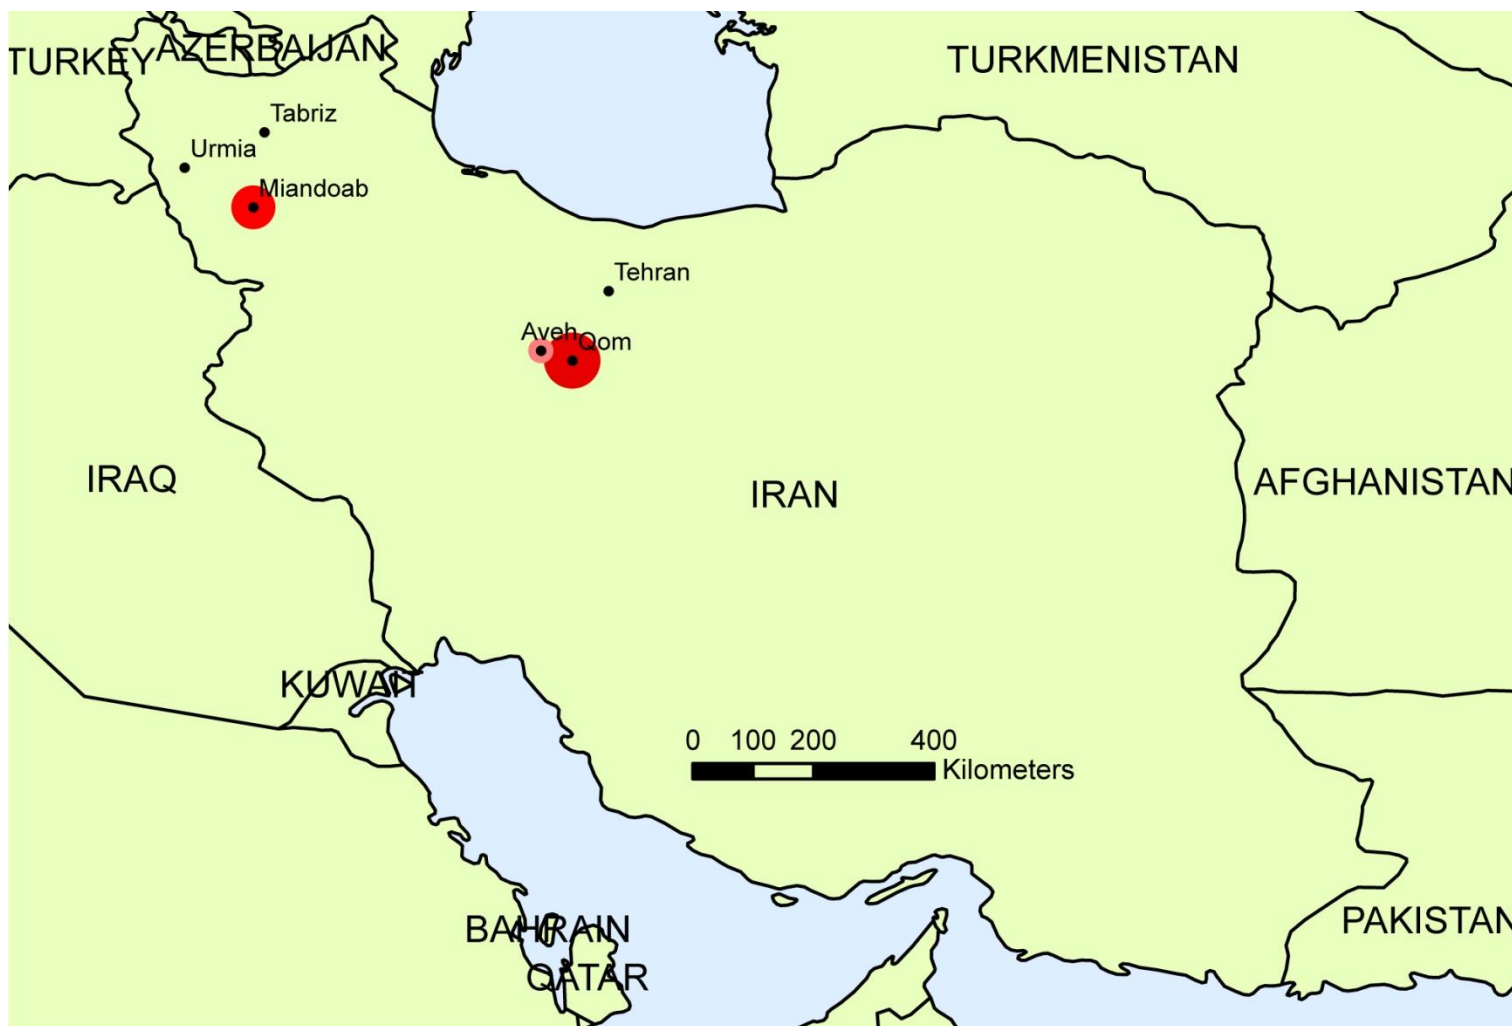 TURKEY
AZERBAIJAN
TURKMENISTAN
Tabriz
Urmia
Miandoab
Tehran
Aveh
Qom
IRAQ
IRAN
AFGHANISTAN
KUWAIT
0 100 200 400
Kilometers
BAHRAIN
QATAR
PAKISTAN